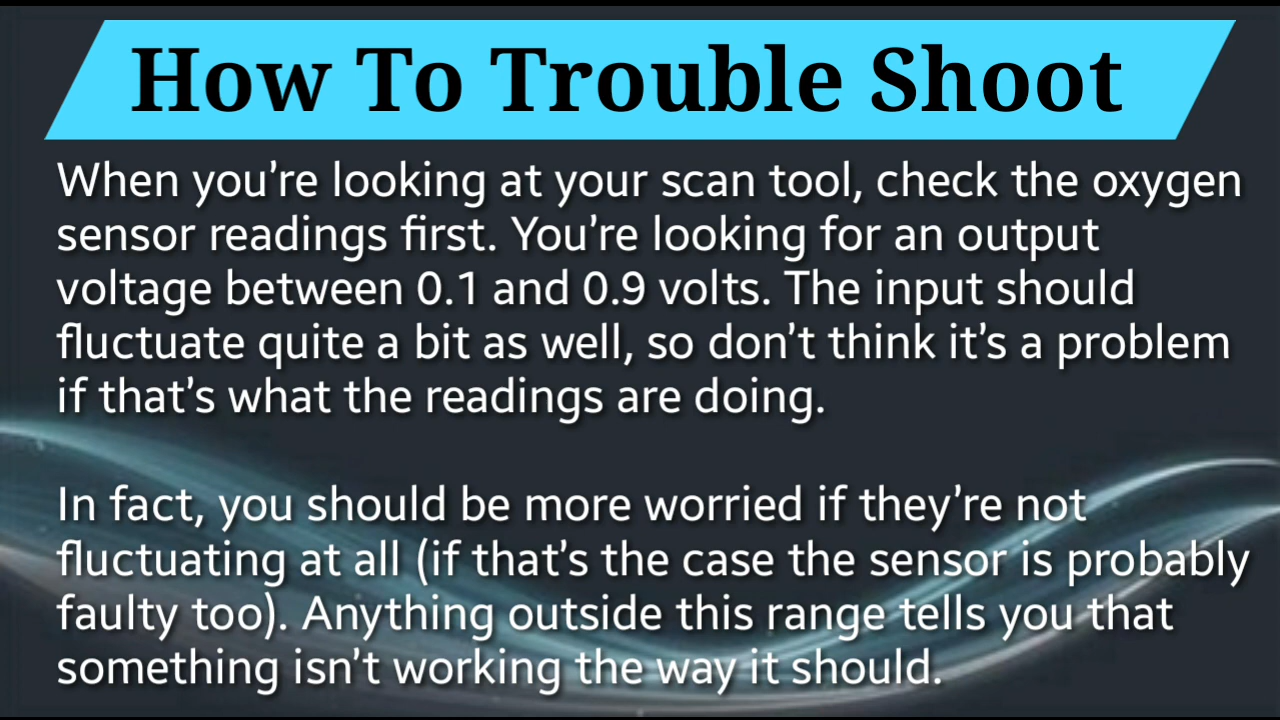 How To Trouble Shoot
When you're looking at your scan tool, check the oxygen
sensor readings first. You're looking for an output
voltage between 0.1 and 0.9 volts. The input should
fluctuate quite a bit as well, so don't think it's a problem
if that's what the readings are doing.
In fact, you should be more worried if they're not
fluctuating at all (if that's the case the sensor is probably
faulty too). Anything outside this range tells you that
something isn't working the way it should.